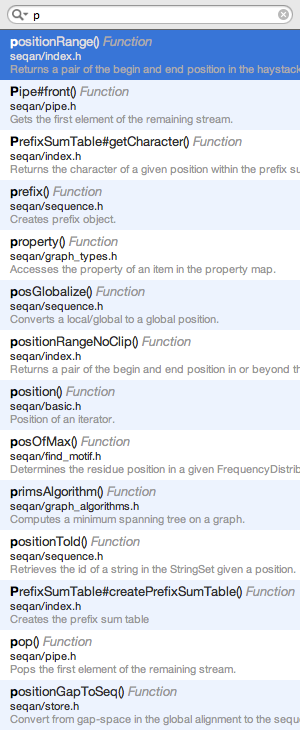 p
positionRange() Function
seqan/index.h
Returns a pair of the begin and end position in the haystack
Pipe#front() Function
seqan/pipe.h
Gets the first element of the remaining stream.
PrefixSumTable#getCharacter() Function
seqan/index.h
Returns the character of a given position within the prefix su
prefix() Function
seqan/sequence.h
Creates prefix object.
property() Function
seqan/graph_types.h
Accesses the property of an item in the property map.
posGlobalize() Function
seqan/sequence.h
Converts a local/global to a global position.
positionRangeNoClip() Function
seqan/index.h
Returns a pair of the begin and end position in or beyond th
position() Function
seqan/basic.h
Position of an iterator.
posOfMax() Function
seqan/find_motif.h
Determines the residue position in a given FrequencyDistrib
primsAlgorithm() Function
seqan/graph_algorithms.h
Computes a minimum spanning tree on a graph.
positionToId() Function
seqan/sequence.h
Retrieves the id of a string in the StringSet given a position.
PrefixSumTable#createPrefixSumTable() Function
seqan/index.h
Creates the prefix sum table
pop() Function
seqan/pipe.h
Pops the first element of the remaining stream.
positionGapToSeq() Function
seqan/store.h
Convert from gap-space in the global alignment to the seque